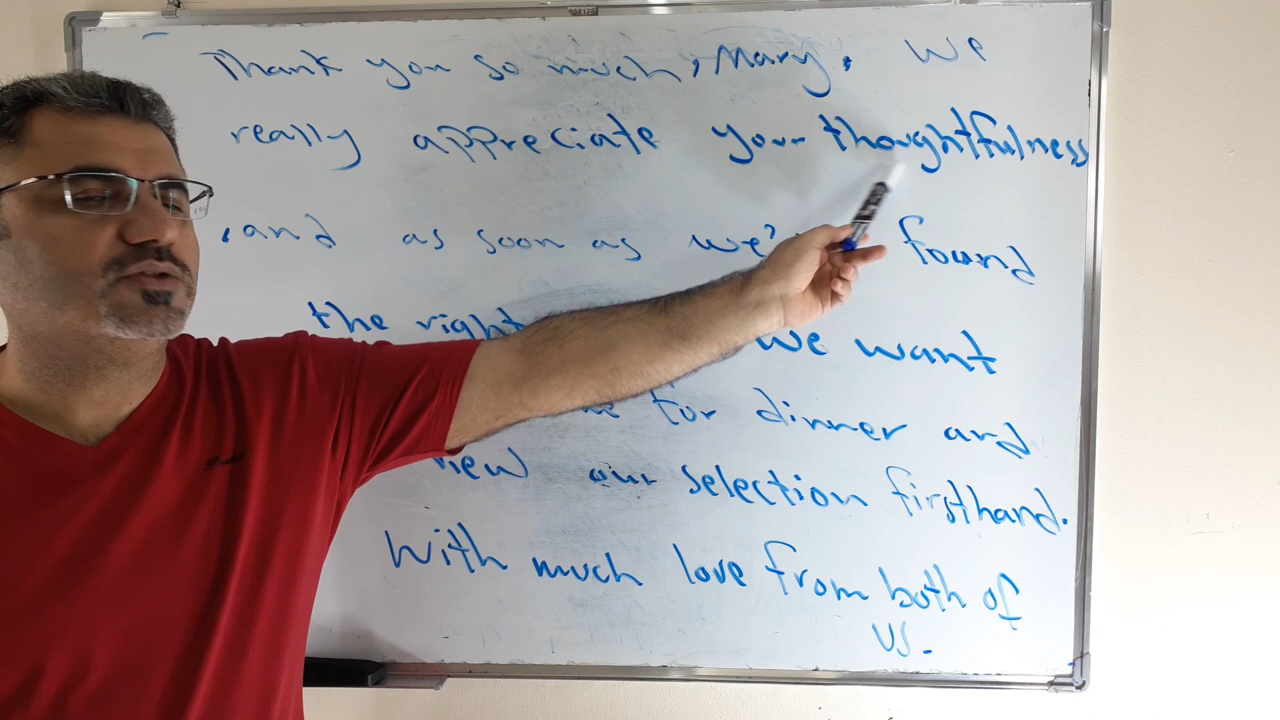 Thank you so much, Mary. We
really appreciate your thoughtfulness
, and as soon as we' found
the right we want
for dinner and
our selection firsthand.
With much love from both of
us.